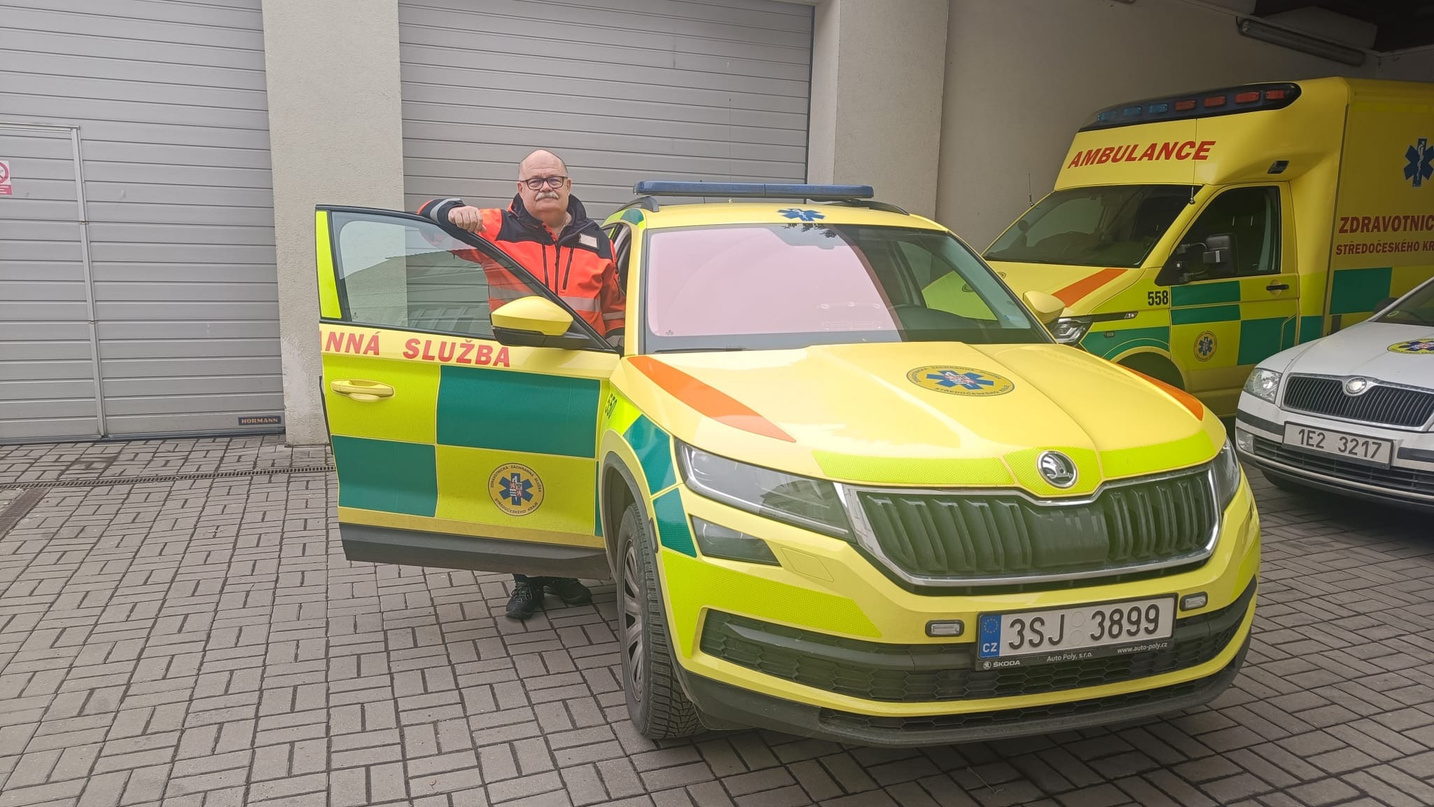 AMBULANCE
ZDRAVOTNIC
STŘEDOČESKÉHO KR
558
NNÁ SLUŽBA
1E2 3217
HÖRMANN
CZ
3SJ 3899
ŠKODA Auto Poly, s.r.o. www.auto-poly.cz